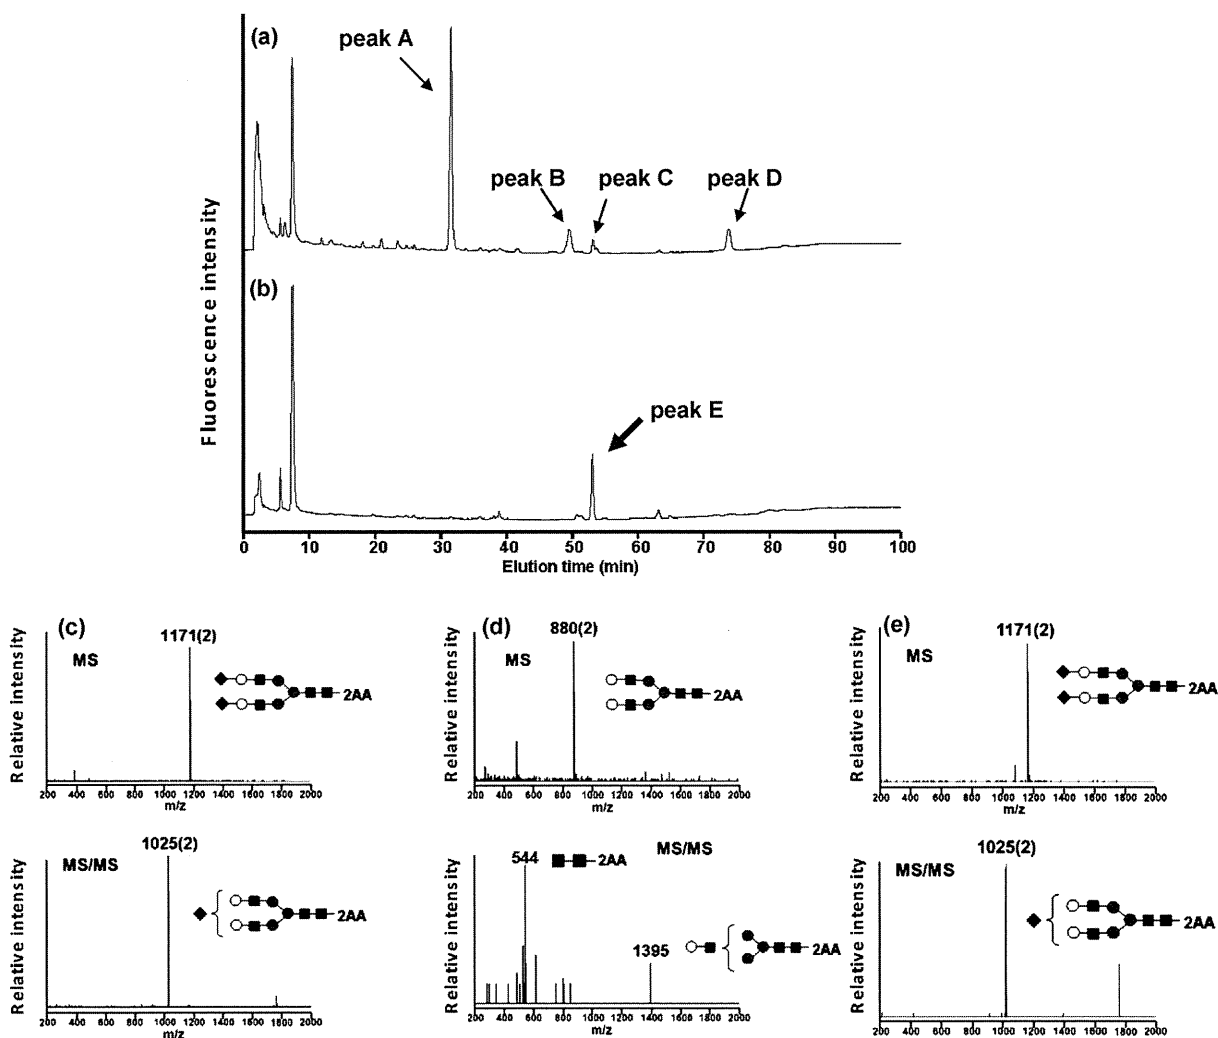 (a)
peak A
peak B
peak C
peak D
(b)
peak E
Fluorescence intensity
0 10 20 30 40 50 60 70 80 90 100
Elution time (min)
(c)
1171(2)
MS
2AA
Relative intensity
200 400 600 800 1000 1200 1400 1600 1800 2000
m/z
(d)
880(2)
MS
2AA
Relative intensity
200 400 600 800 1000 1200 1400 1600 1800 2000
m/z
(e)
1171(2)
MS
2AA
Relative intensity
200 400 600 800 1000 1200 1400 1600 1800 2000
m/z
1025(2)
MS/MS
2AA
Relative intensity
200 400 600 800 1000 1200 1400 1600 1800 2000
m/z
544
2AA
MS/MS
1395
2AA
Relative intensity
200 400 600 800 1000 1200 1400 1600 1800 2000
m/z
1025(2)
MS/MS
2AA
Relative intensity
200 400 600 800 1000 1200 1400 1600 1800 2000
m/z